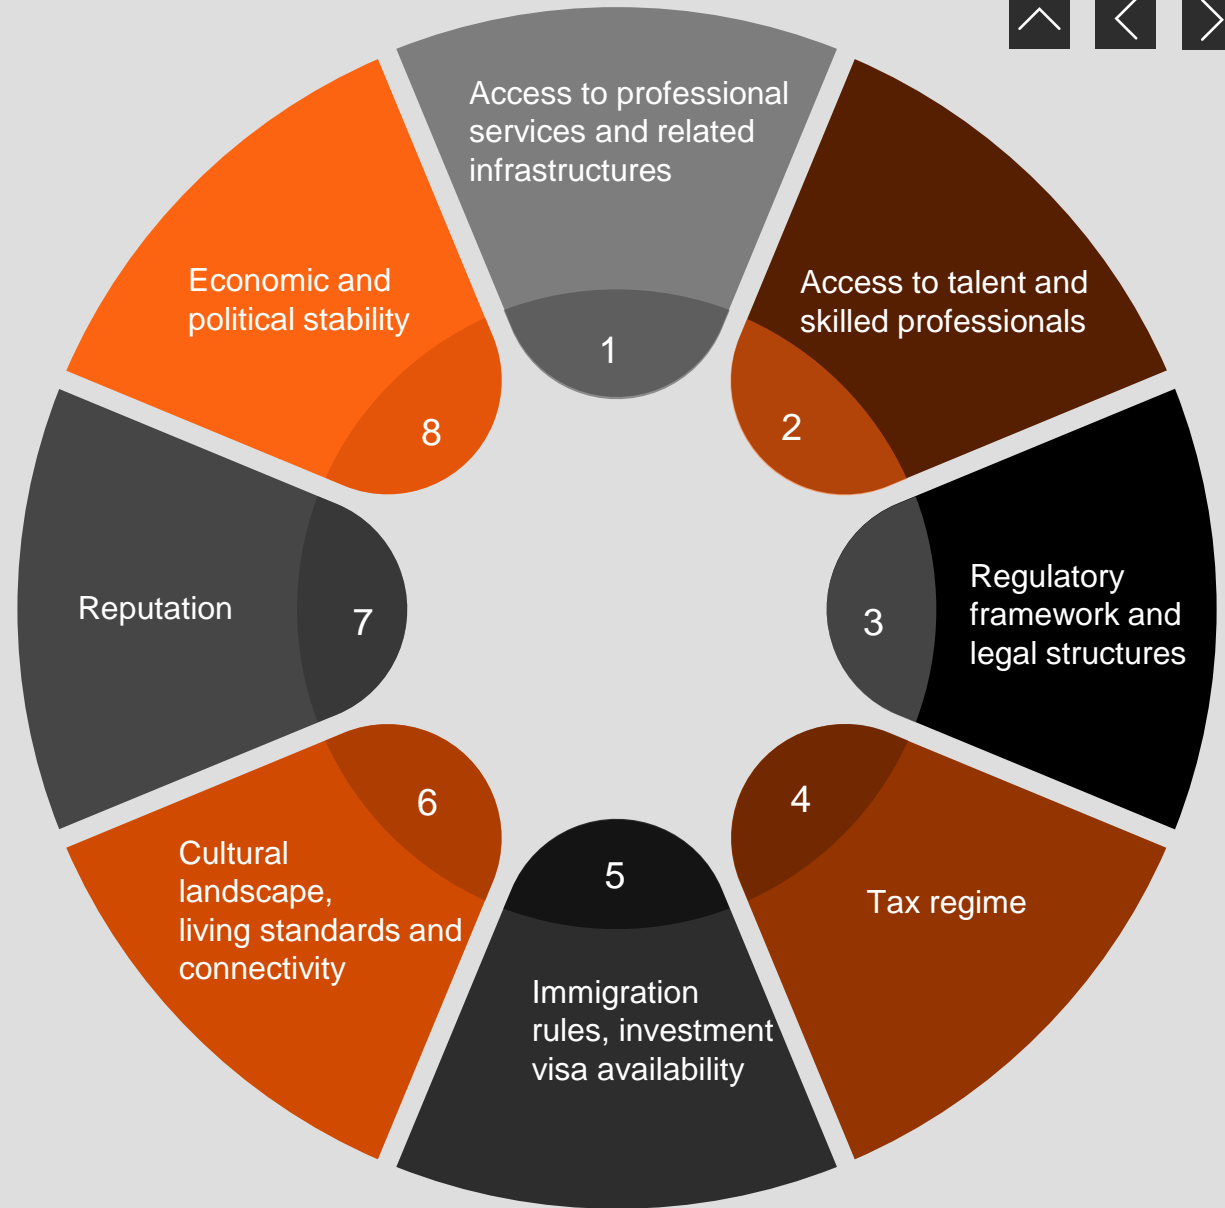 Access to professional
services and related
infrastructures
1
Access to talent and
skilled professionals
2
Regulatory
framework and
legal structures
3
Tax regime
4
Immigration
rules, investment
visa availability
5
Cultural
landscape,
living standards and
connectivity
6
Reputation
7
Economic and
political stability
8